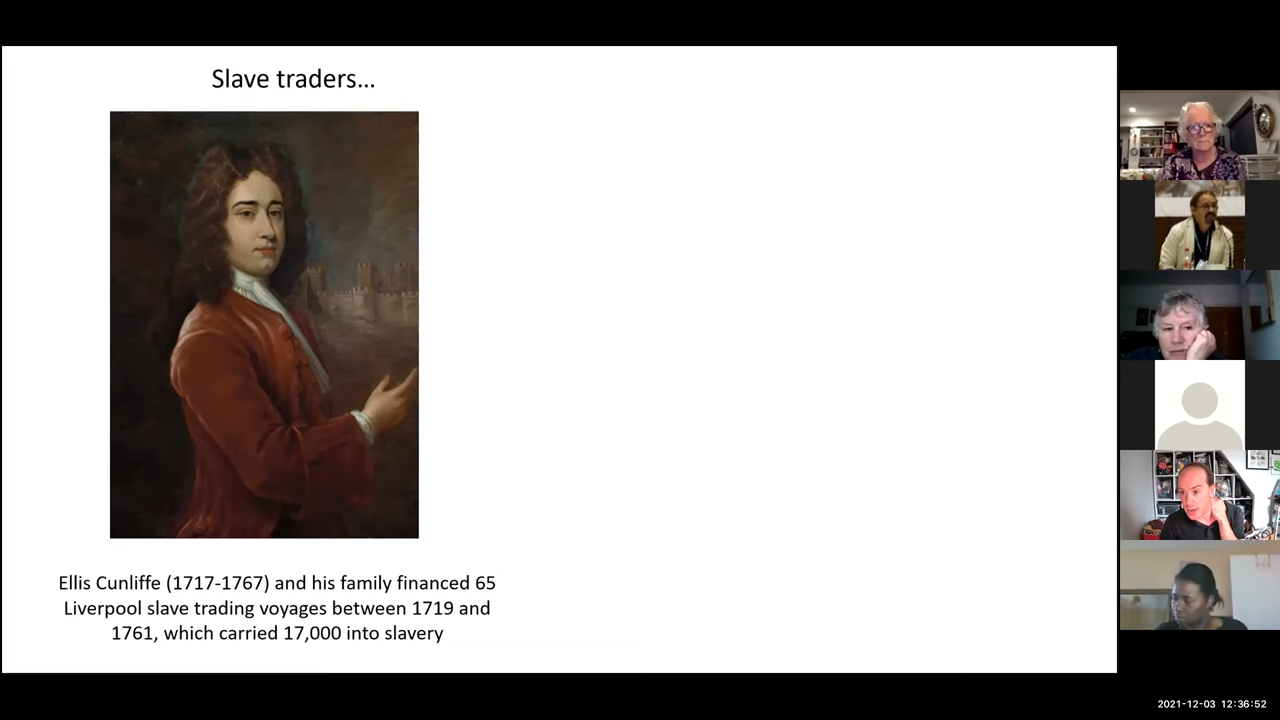 Slave traders...
Ellis Cunliffe (1717-1767) and his family financed 65
Liverpool slave trading voyages between 1719 and
1761, which carried 17,000 into slavery
2021-12-03 12:36:52